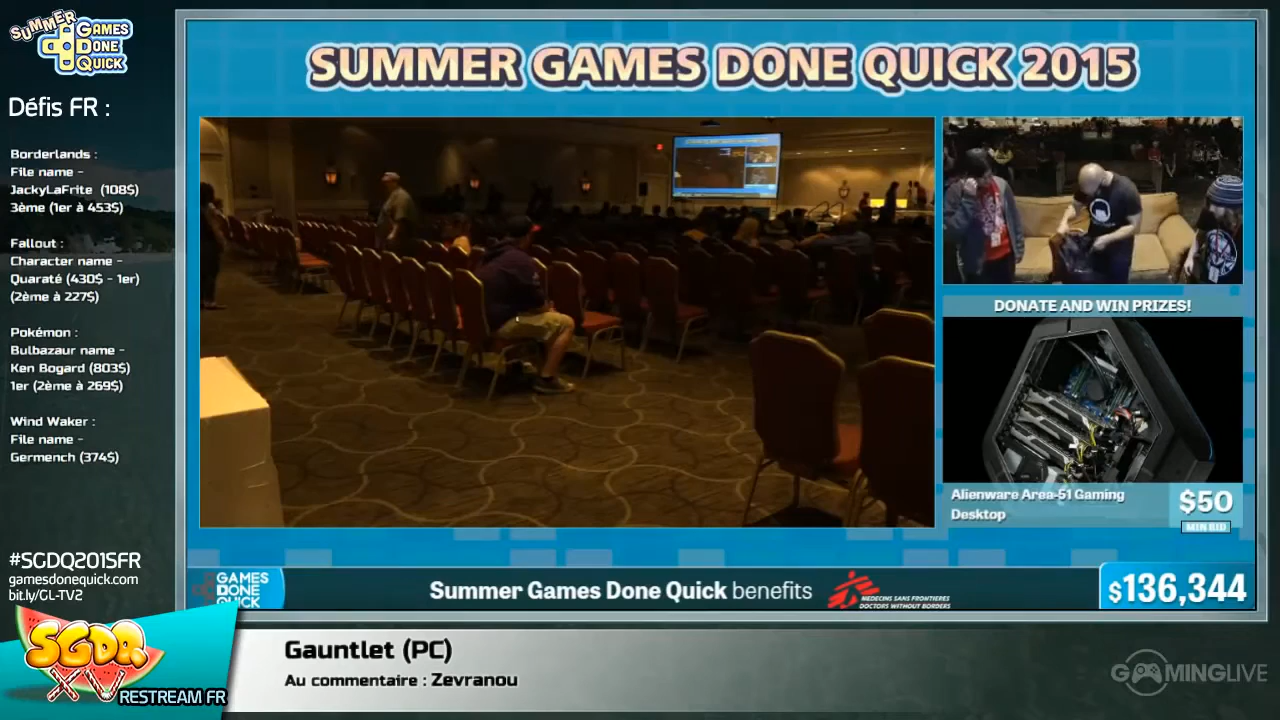 SUMMER
GAMES
DONE
QUICK
Défis FR :
Borderlands :
File name -
JackyLaFrite (108$)
3ème (1er à 453$)
Fallout :
Character name -
Quaraté (430$ - 1er)
(2ème à 227$)
Pokémon :
Bulbazaur name -
Ken Bogard (803$)
1er (2ème à 269$)
Wind Waker :
File name -
Germench (374$)
#SGDQ2015FR
gamesdonequick.com
bit.ly/GL-TV2
SGDQ
XV
RESTREAM FR
SUMMER GAMES DONE QUICK 2015
DONATE AND WIN PRIZES!
Alienware Area-51 Gaming
Desktop
$50
MIN BID
GAMES
DONE
QUICK
Summer Games Done Quick benefits
MEDECINS SANS FRONTIERES
DOCTORS WITHOUT BORDERS
$136,344
Gauntlet (PC)
Au commentaire : Zevranou
GAMINGLIVE